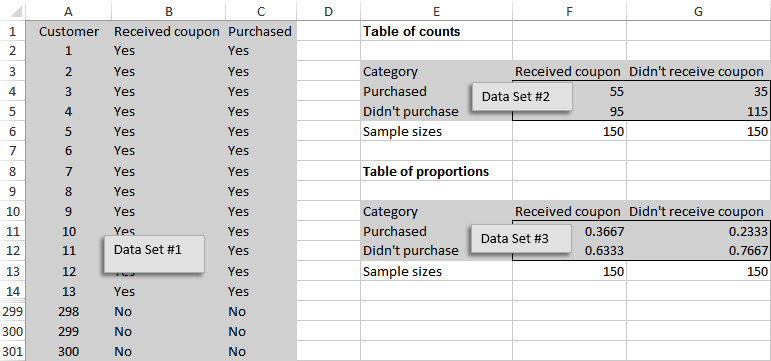 A B C D E F G
1 Customer Received coupon Purchased Table of counts
2 1 Yes Yes
3 2 Yes Yes Category Received coupon Didn't receive coupon
4 3 Yes Yes Purchased Data Set #2 55 35
5 4 Yes Yes Didn't purchase 95 115
6 5 Yes Yes Sample sizes 150 150
7 6 Yes Yes
8 7 Yes Yes Table of proportions
9 8 Yes Yes
10 9 Yes Yes Category Received coupon Didn't receive coupon
11 10 Yes Yes Purchased Data Set #3 0.3667 0.2333
12 11 Data Set #1 Yes Didn't purchase 0.6333 0.7667
13 12 Yes Yes Sample sizes 150 150
14 13 Yes Yes
299 298 No No
300 299 No No
301 300 No No